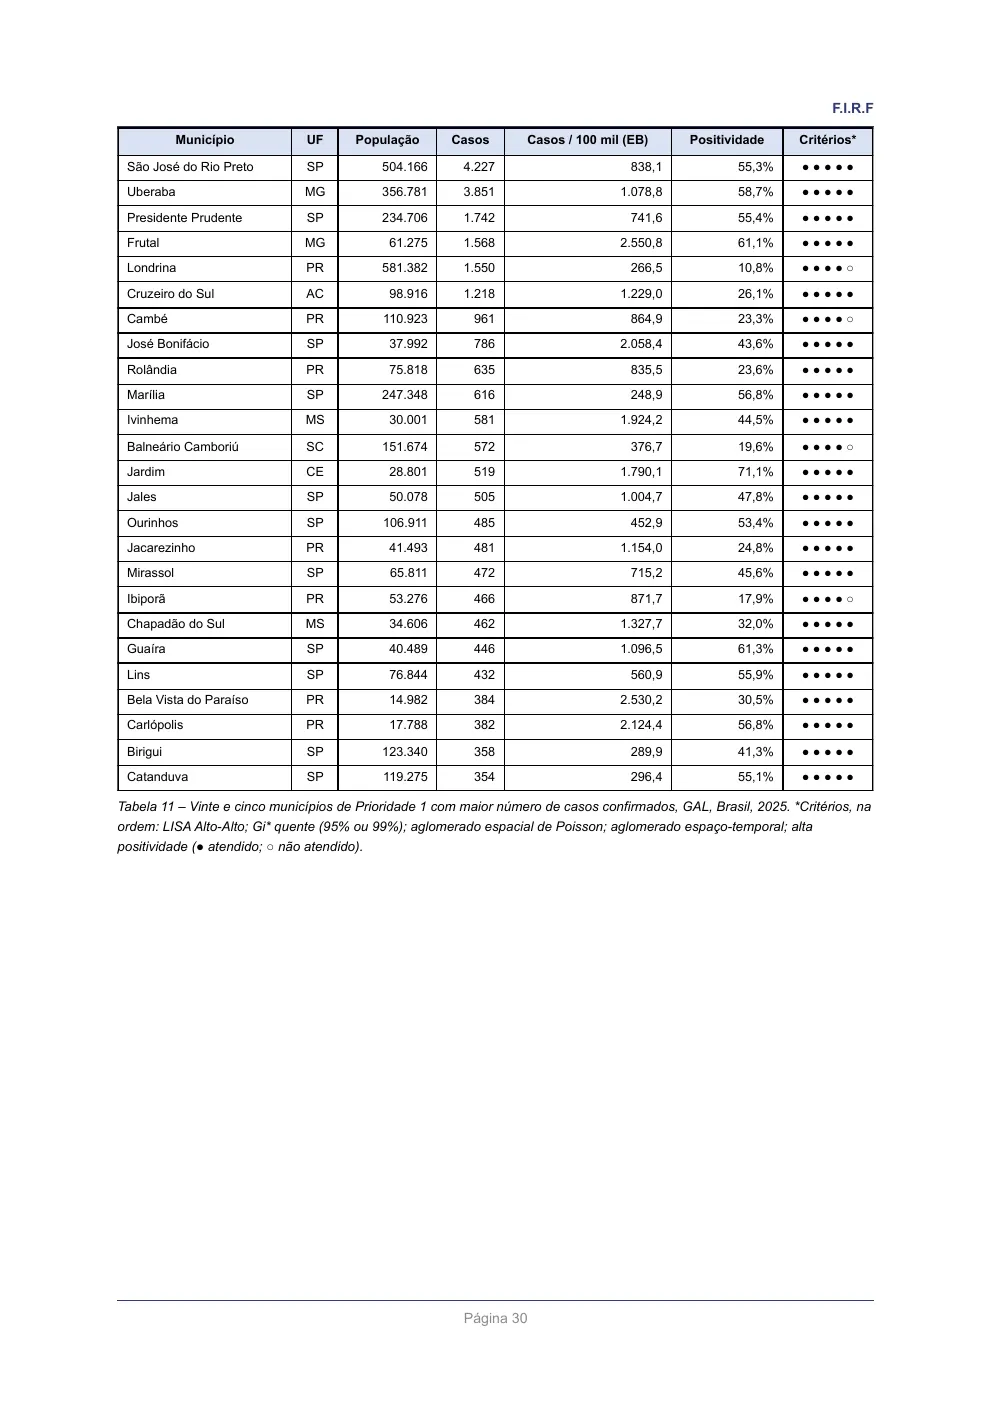 F.I.R.F
Município UF População Casos Casos / 100 mil (EB) Positividade Critérios*
São José do Rio Preto SP 504.166 4.227 838,1 55,3% ● ● ● ● ●
Uberaba MG 356.781 3.851 1.078,8 58,7% ● ● ● ● ●
Presidente Prudente SP 234.706 1.742 741,6 55,4% ● ● ● ● ●
Frutal MG 61.275 1.568 2.550,8 61,1% ● ● ● ● ●
Londrina PR 581.382 1.550 266,5 10,8% ● ● ● ● ○
Cruzeiro do Sul AC 98.916 1.218 1.229,0 26,1% ● ● ● ● ●
Cambé PR 110.923 961 864,9 23,3% ● ● ● ● ○
José Bonifácio SP 37.992 786 2.058,4 43,6% ● ● ● ● ●
Rolândia PR 75.818 635 835,5 23,6% ● ● ● ● ●
Marília SP 247.348 616 248,9 56,8% ● ● ● ● ●
Ivinhema MS 30.001 581 1.924,2 44,5% ● ● ● ● ●
Balneário Camboriú SC 151.674 572 376,7 19,6% ● ● ● ● ○
Jardim CE 28.801 519 1.790,1 71,1% ● ● ● ● ●
Jales SP 50.078 505 1.004,7 47,8% ● ● ● ● ●
Ourinhos SP 106.911 485 452,9 53,4% ● ● ● ● ●
Jacarezinho PR 41.493 481 1.154,0 24,8% ● ● ● ● ●
Mirassol SP 65.811 472 715,2 45,6% ● ● ● ● ●
Ibiporã PR 53.276 466 871,7 17,9% ● ● ● ● ○
Chapadão do Sul MS 34.606 462 1.327,7 32,0% ● ● ● ● ●
Guaíra SP 40.489 446 1.096,5 61,3% ● ● ● ● ●
Lins SP 76.844 432 560,9 55,9% ● ● ● ● ●
Bela Vista do Paraíso PR 14.982 384 2.530,2 30,5% ● ● ● ● ●
Carlópolis PR 17.788 382 2.124,4 56,8% ● ● ● ● ●
Birigui SP 123.340 358 289,9 41,3% ● ● ● ● ●
Catanduva SP 119.275 354 296,4 55,1% ● ● ● ● ●
Tabela 11 – Vinte e cinco municípios de Prioridade 1 com maior número de casos confirmados, GAL, Brasil, 2025. *Critérios, na
ordem: LISA Alto-Alto; Gi* quente (95% ou 99%); aglomerado espacial de Poisson; aglomerado espaço-temporal; alta
positividade (● atendido; ○ não atendido).
Página 30